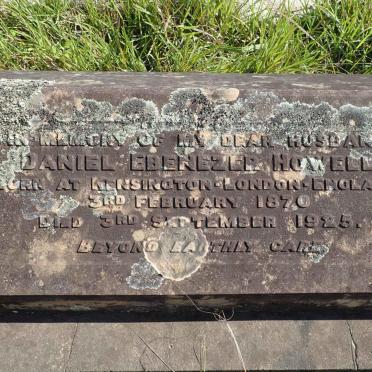 IN MEMORY OF MY DEAR HUSBAND
DANIEL EBENEZER HOWELL
BORN AT KENSINGTON·LONDON·ENGLA
3RD FEBRUARY 1870
DIED 3RD SEPTEMBER 1925.
BEYOND EARTHLY CARE